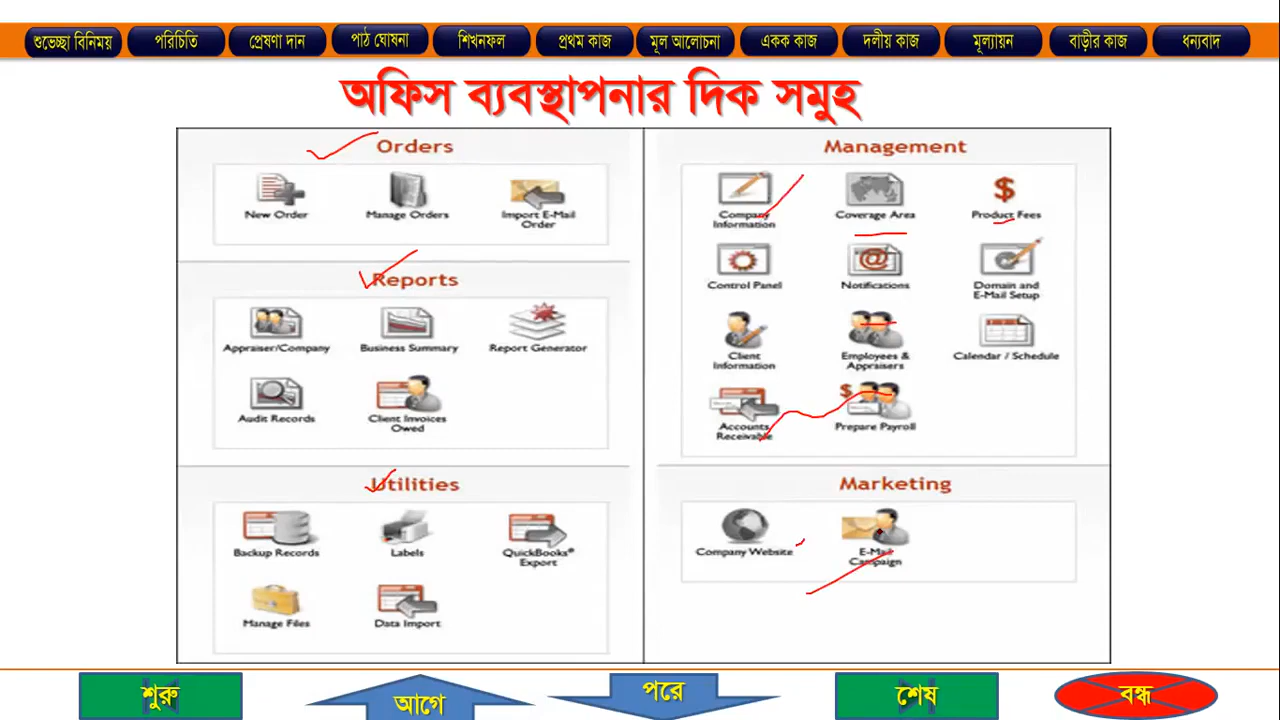 শুভেচ্ছা বিনিময় পরিচিতি প্রেষণা দান পাঠ ঘোষনা শিখনফল প্রথম কাজ মূল আলোচনা একক কাজ দলীয় কাজ মূল্যায়ন বাড়ীর কাজ ধন্যবাদ
অফিস ব্যবস্থাপনার দিক সমুহ
Orders
New Order
Manage Orders
Import E-Mail
Order
Reports
Appraiser/Company
Business Summary
Report Generator
Audit Records
Client Invoices
Owed
Utilities
Backup Records
Labels
QuickBooks®
Export
Manage Files
Data Import
Management
Company
Information
Coverage Area
Product Fees
Control Panel
Notifications
Domain and
E-Mail Setup
Client
Information
Employees &
Appraisers
Calendar / Schedule
Accounts
Receivable
Prepare Payroll
Marketing
Company Website
E-Mail
Campaign
শুরু আগে পরে শেষ বন্ধ